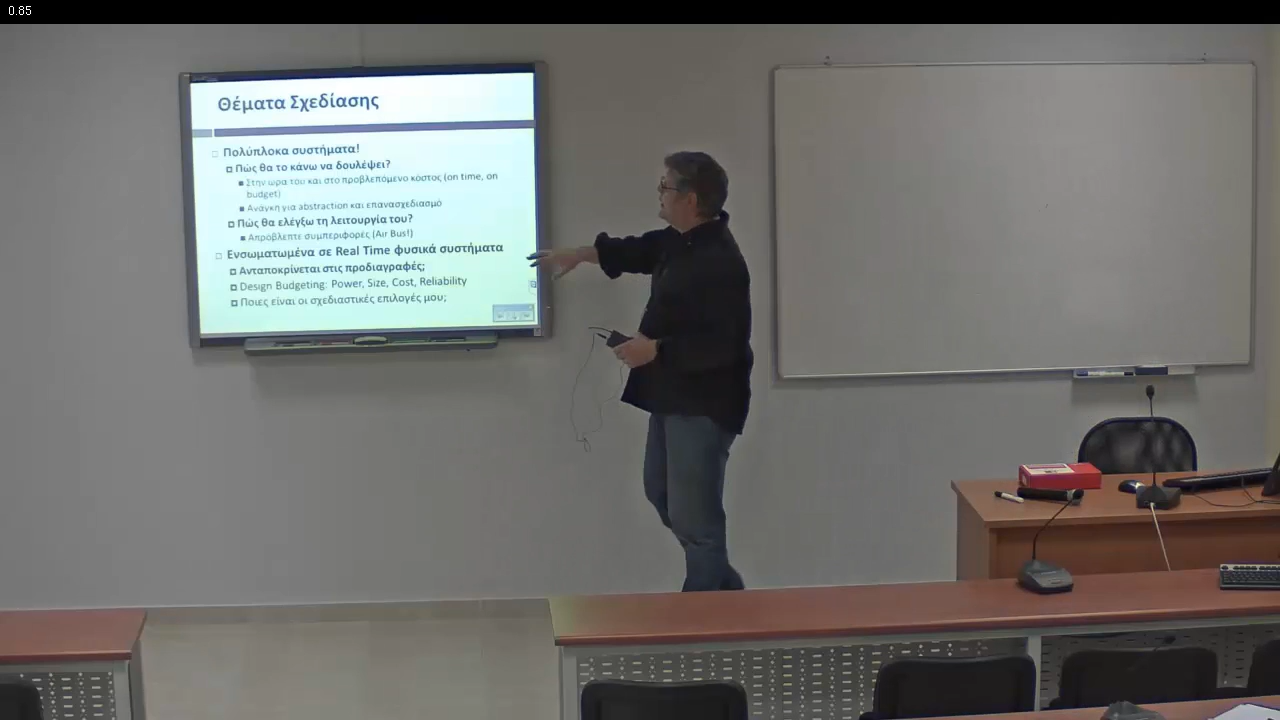 0.85
Θέματα Σχεδίασης
Πολύπλοκα συστήματα!
Πώς θα το κάνω να δουλέψει?
Στην ώρα του και στο προβλεπόμενο κόστος (on time, on
budget)
Ανάγκη για abstraction και επανασχεδιασμό
Πώς θα ελέγξω τη λειτουργία του?
Απρόβλεπτε συμπεριφορές (Air Bus!)
Ενσωματωμένα σε Real Time φυσικά συστήματα
Ανταποκρίνεται στις προδιαγραφές;
Design Budgeting: Power, Size, Cost, Reliability
Ποιες είναι οι σχεδιαστικές επιλογές μου;